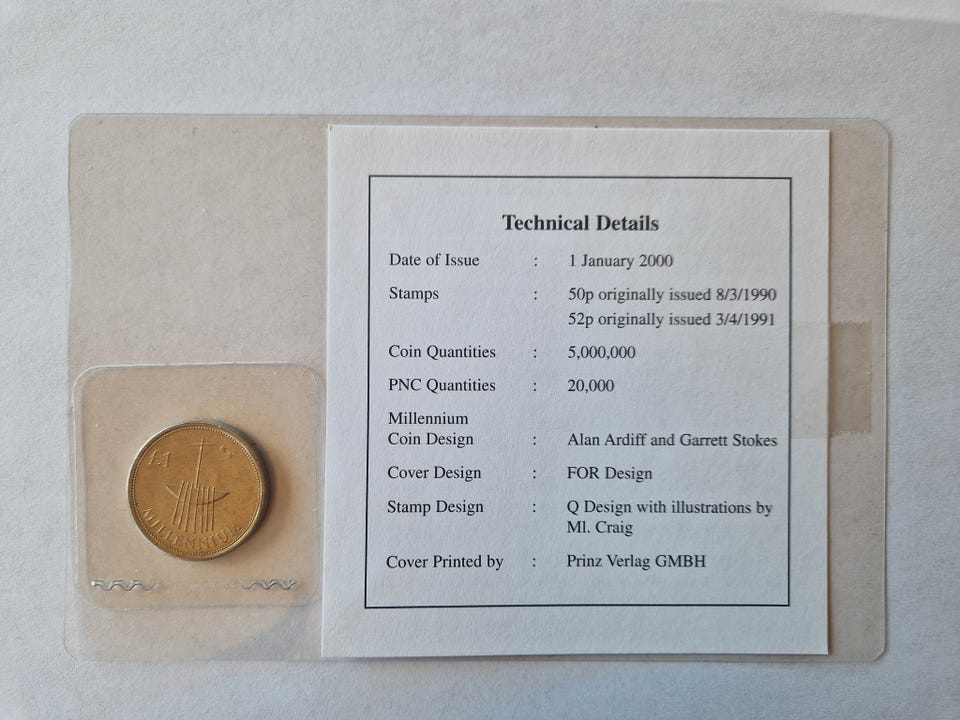 £1
MILLENNIUM
Technical Details
Date of Issue : 1 January 2000
Stamps : 50p originally issued 8/3/1990
52p originally issued 3/4/1991
Coin Quantities : 5,000,000
PNC Quantities : 20,000
Millennium
Coin Design : Alan Ardiff and Garrett Stokes
Cover Design : FOR Design
Stamp Design : Q Design with illustrations by
Ml. Craig
Cover Printed by : Prinz Verlag GMBH